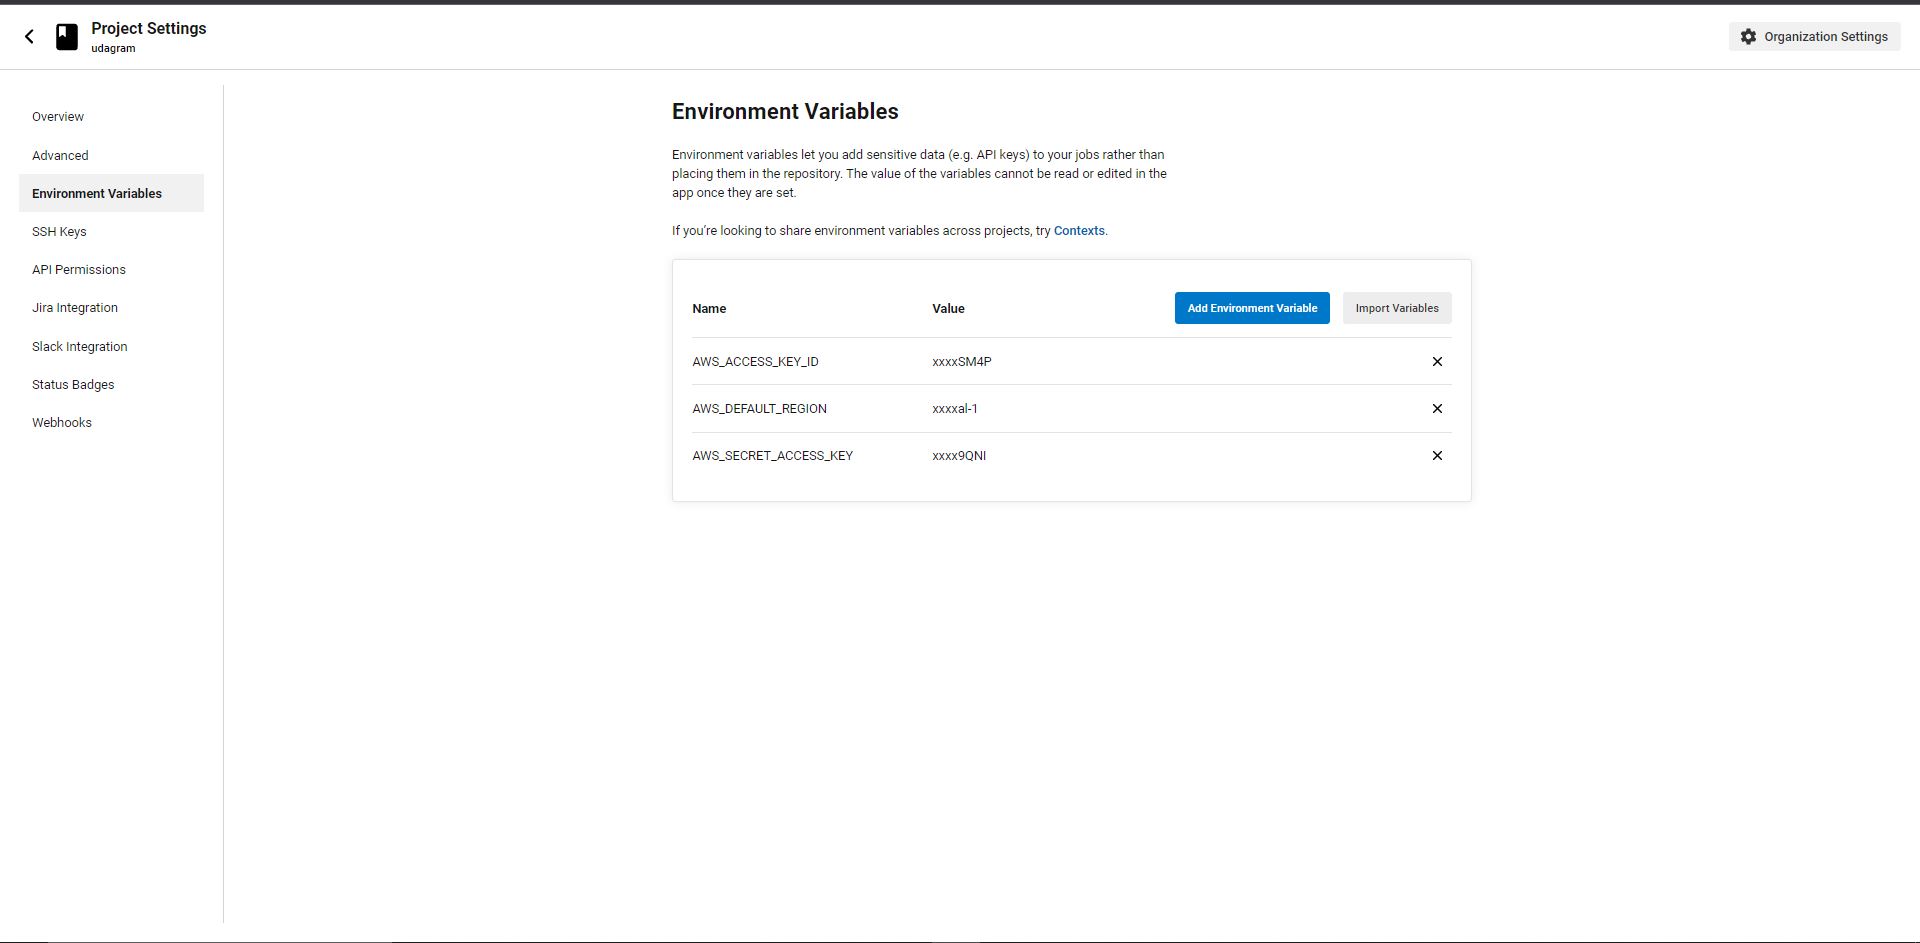 Project Settings
udagram
Organization Settings
Overview
Advanced
Environment Variables
SSH Keys
API Permissions
Jira Integration
Slack Integration
Status Badges
Webhooks
Environment Variables
Environment variables let you add sensitive data (e.g. API keys) to your jobs rather than
placing them in the repository. The value of the variables cannot be read or edited in the
app once they are set.
If you’re looking to share environment variables across projects, try Contexts.
Name Value Add Environment Variable Import Variables
AWS_ACCESS_KEY_ID xxxxSM4P
AWS_DEFAULT_REGION xxxxal-1
AWS_SECRET_ACCESS_KEY xxxx9QNI